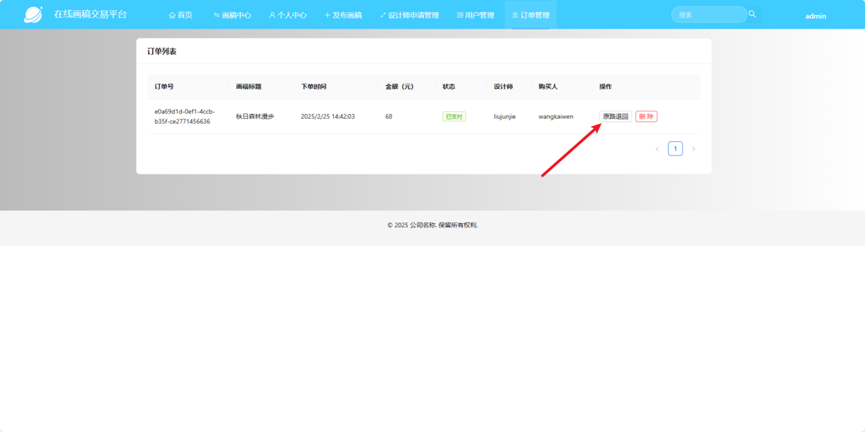 在线画稿交易平台 首页 画稿中心 个人中心 发布画稿 设计师申请管理 用户管理 订单管理 搜索 admin
订单列表
订单号 画稿标题 下单时间 金额（元） 状态 设计师 购买人 操作
e0a69d1d-0ef1-4ccb-b35f-ce2771456636 秋日森林漫步 2025/2/25 14:42:03 68 已支付 liujunjie wangkaiwen 原路退回 删 除
1
© 2025 公司名称. 保留所有权利.